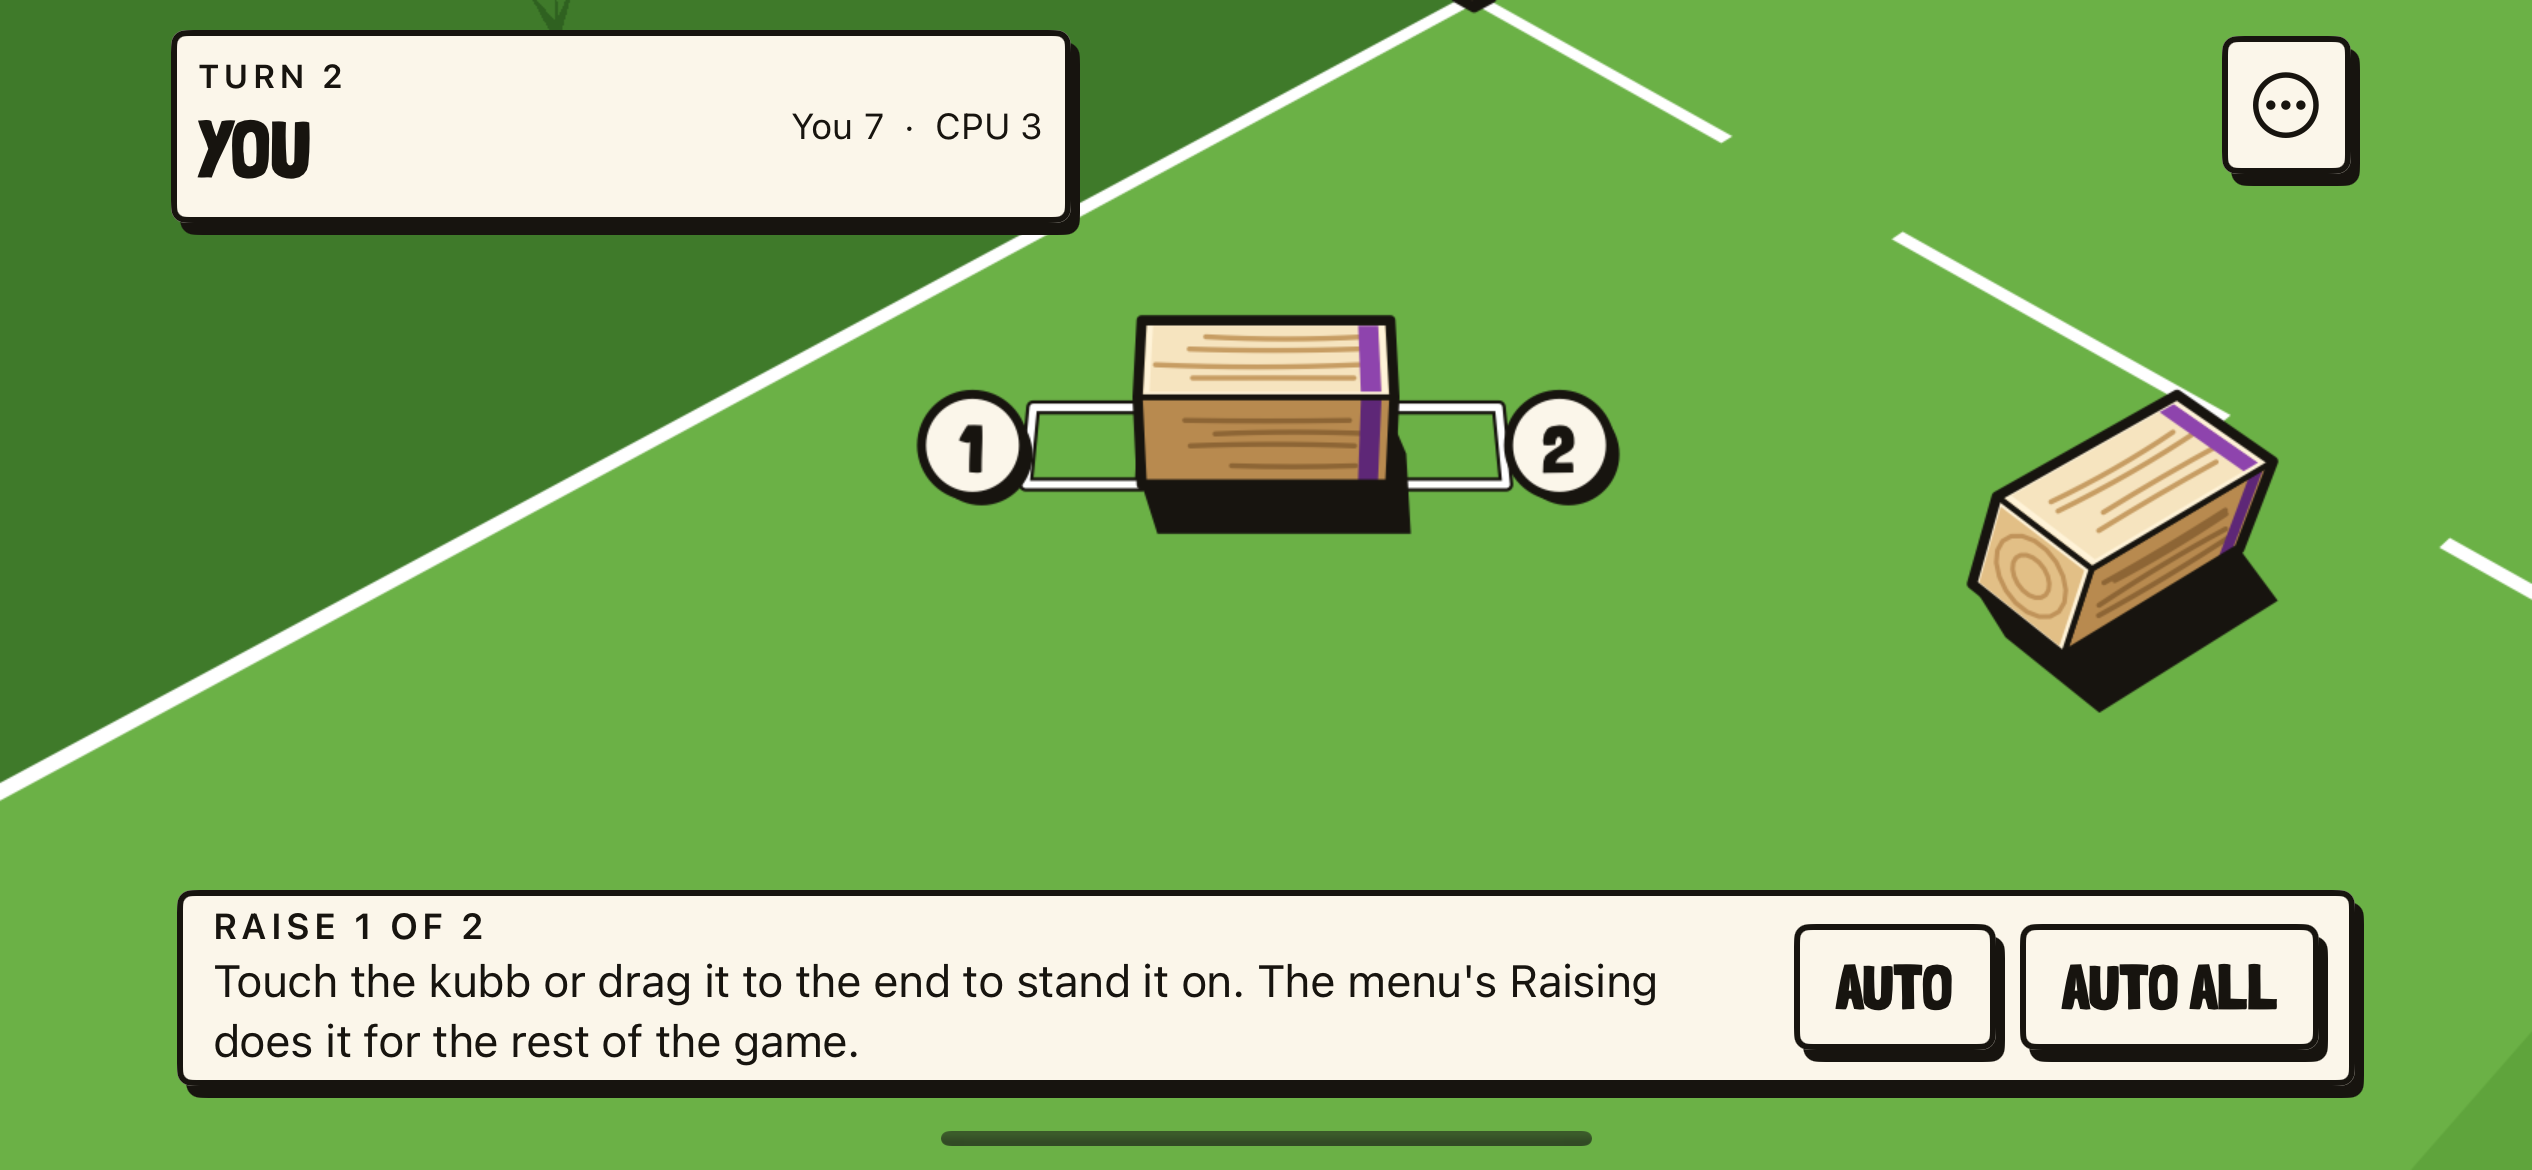 TURN 2
YOU
You 7 · CPU 3
1
2
RAISE 1 OF 2
Touch the kubb or drag it to the end to stand it on. The menu's Raising
does it for the rest of the game.
AUTO
AUTO ALL